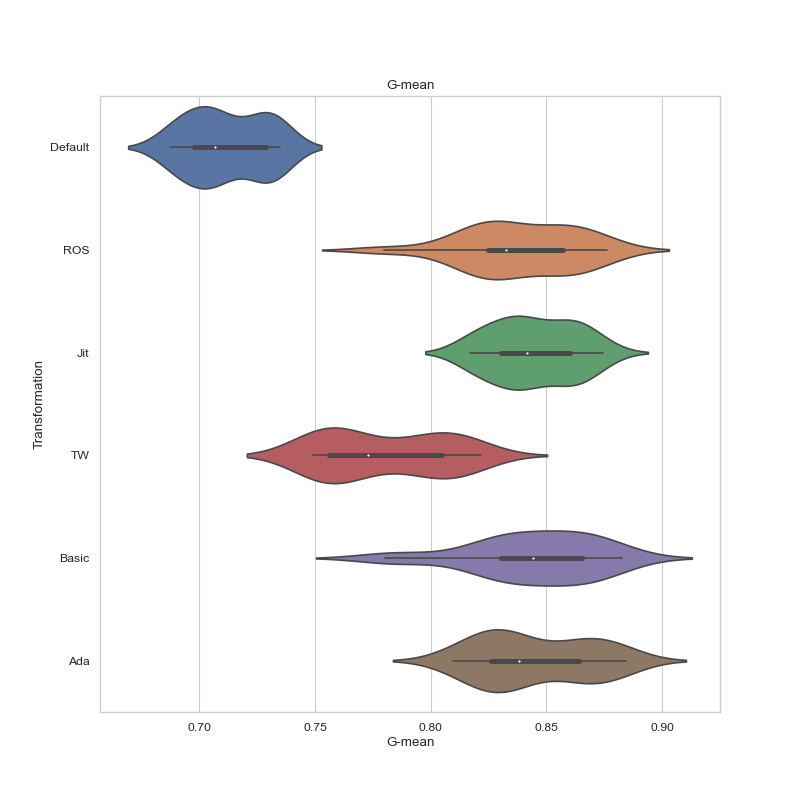 G-mean
Transformation
Default
ROS
Jit
TW
Basic
Ada
0.70 0.75 0.80 0.85 0.90
G-mean